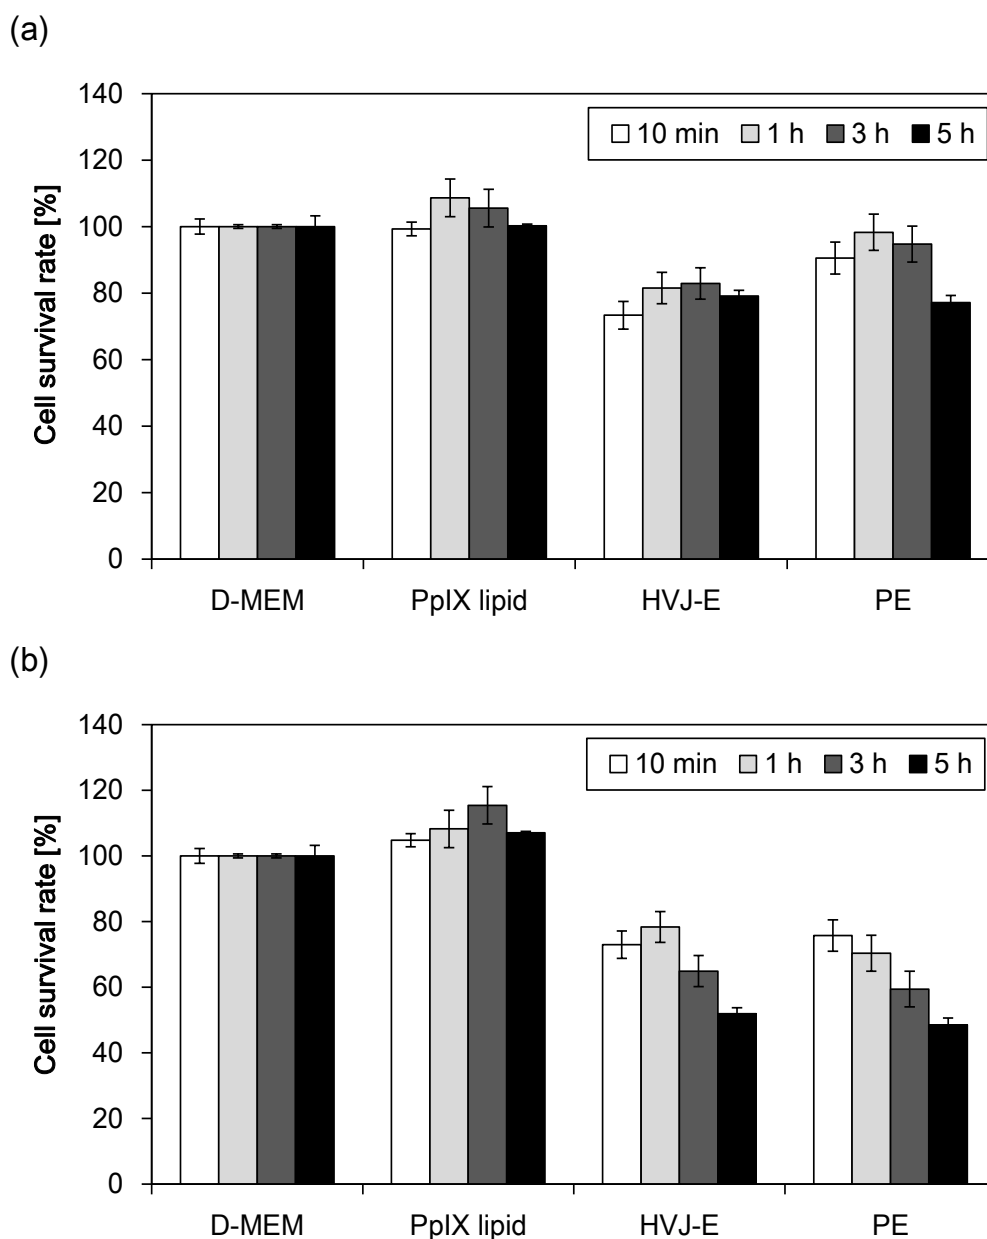 (a)
Cell survival rate [%]
140
120
100
80
60
40
20
0
10 min 1 h 3 h 5 h
D-MEM PpIX lipid HVJ-E PE
(b)
Cell survival rate [%]
140
120
100
80
60
40
20
0
10 min 1 h 3 h 5 h
D-MEM PpIX lipid HVJ-E PE